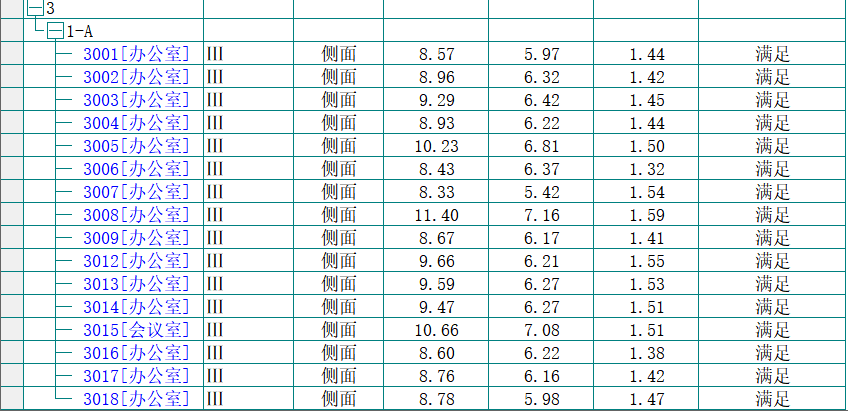 3
1-A
3001[办公室] III 侧面 8.57 5.97 1.44 满足
3002[办公室] III 侧面 8.96 6.32 1.42 满足
3003[办公室] III 侧面 9.29 6.42 1.45 满足
3004[办公室] III 侧面 8.93 6.22 1.44 满足
3005[办公室] III 侧面 10.23 6.81 1.50 满足
3006[办公室] III 侧面 8.43 6.37 1.32 满足
3007[办公室] III 侧面 8.33 5.42 1.54 满足
3008[办公室] III 侧面 11.40 7.16 1.59 满足
3009[办公室] III 侧面 8.67 6.17 1.41 满足
3012[办公室] III 侧面 9.66 6.21 1.55 满足
3013[办公室] III 侧面 9.59 6.27 1.53 满足
3014[办公室] III 侧面 9.47 6.27 1.51 满足
3015[会议室] III 侧面 10.66 7.08 1.51 满足
3016[办公室] III 侧面 8.60 6.22 1.38 满足
3017[办公室] III 侧面 8.76 6.16 1.42 满足
3018[办公室] III 侧面 8.78 5.98 1.47 满足